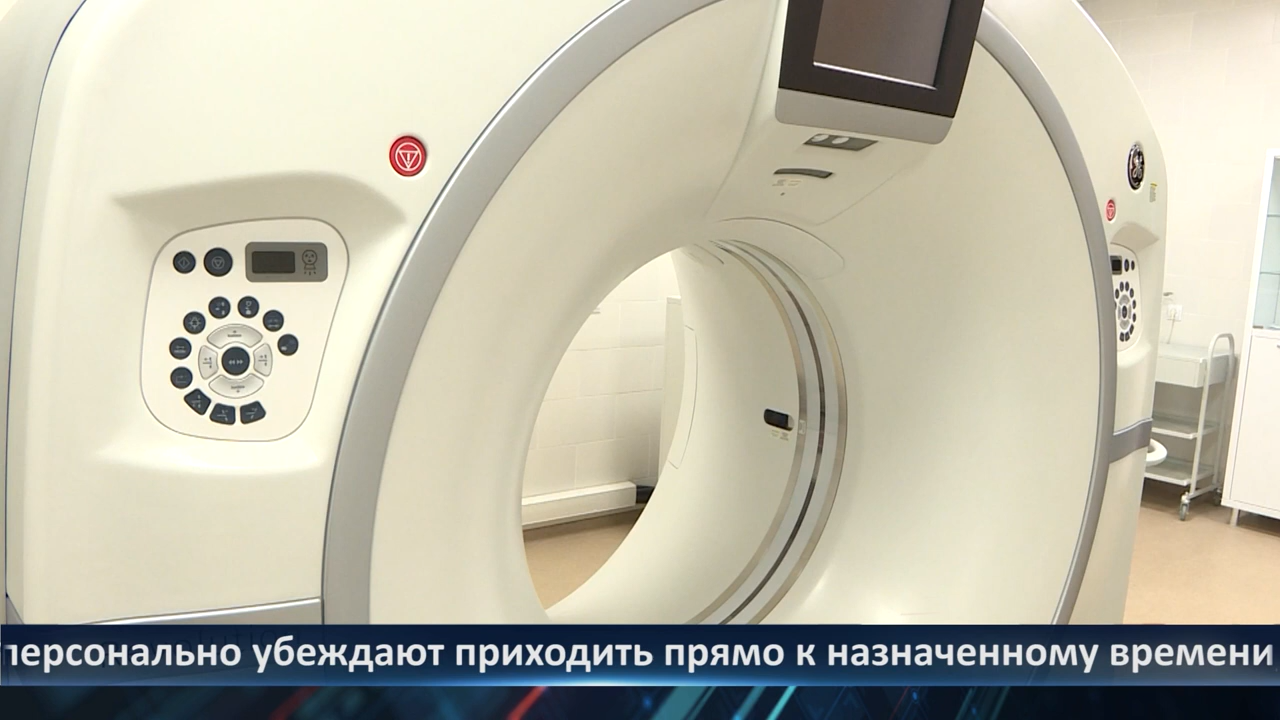 персонально убеждают приходить прямо к назначенному времени